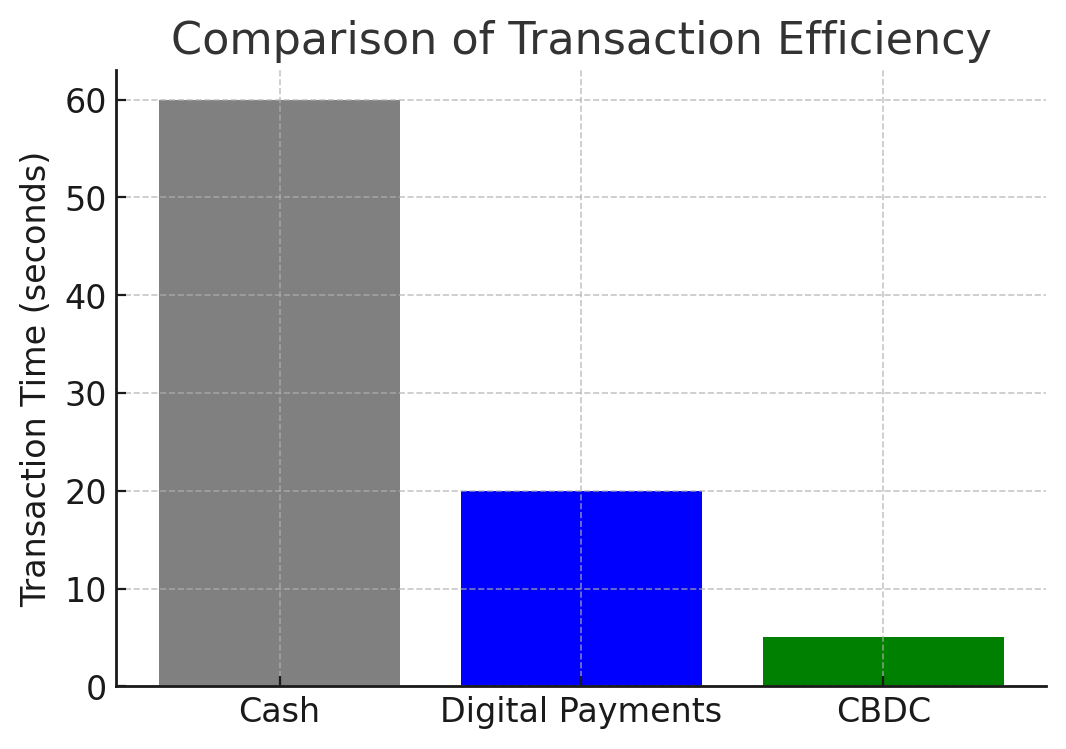 Comparison of Transaction Efficiency
Transaction Time (seconds)
60
50
40
30
20
10
0
Cash
Digital Payments
CBDC